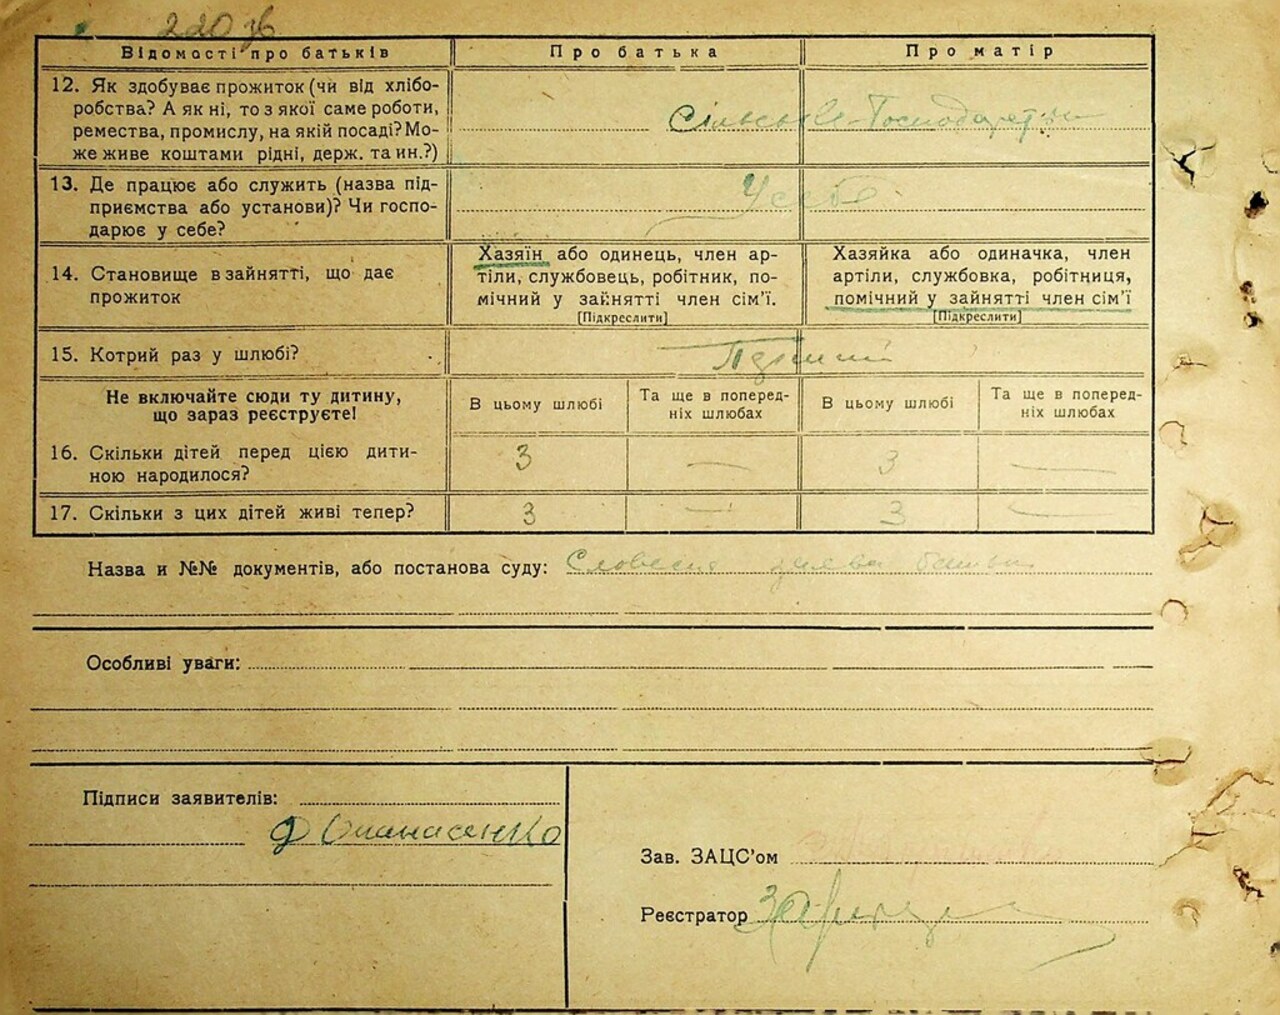 220 зв
Відомості про батьків Про батька Про матір
12. Як здобуває прожиток (чи від хлібо-
робства? А як ні, то з якої саме роботи,
ремества, промислу, на якій посаді? Мо-
же живе коштами рідні, держ. та ин.?)
13. Де працює або служить (назва під-
приємства або установи)? Чи госпо-
дарює у себе?
У себе
14. Становище в зайнятті, що дає
прожиток
Хазяїн або одинець, член ар-
тіли, службовець, робітник, по-
мічний у зайнятті член сім’ї.
[Підкреслити]
Хазяйка або одиначка, член
артіли, службовка, робітниця,
помічний у зайнятті член сім’ї
[Підкреслити]
15. Котрий раз у шлюбі?
Не включайте сюди ту дитину,
що зараз реєструєте!
В цьому шлюбі
Та ще в поперед-
ніх шлюбах
В цьому шлюбі
Та ще в поперед-
ніх шлюбах
16. Скільки дітей перед цією дити-
ною народилося?
3 — 3 —
17. Скільки з цих дітей живі тепер? 3 — 3 —
Назва и №№ документів, або постанова суду: Словесна заява батька
Особливі уваги:
Підписи заявителів:
Опанасенко
Зав. ЗАЦС’ом
Реєстратор